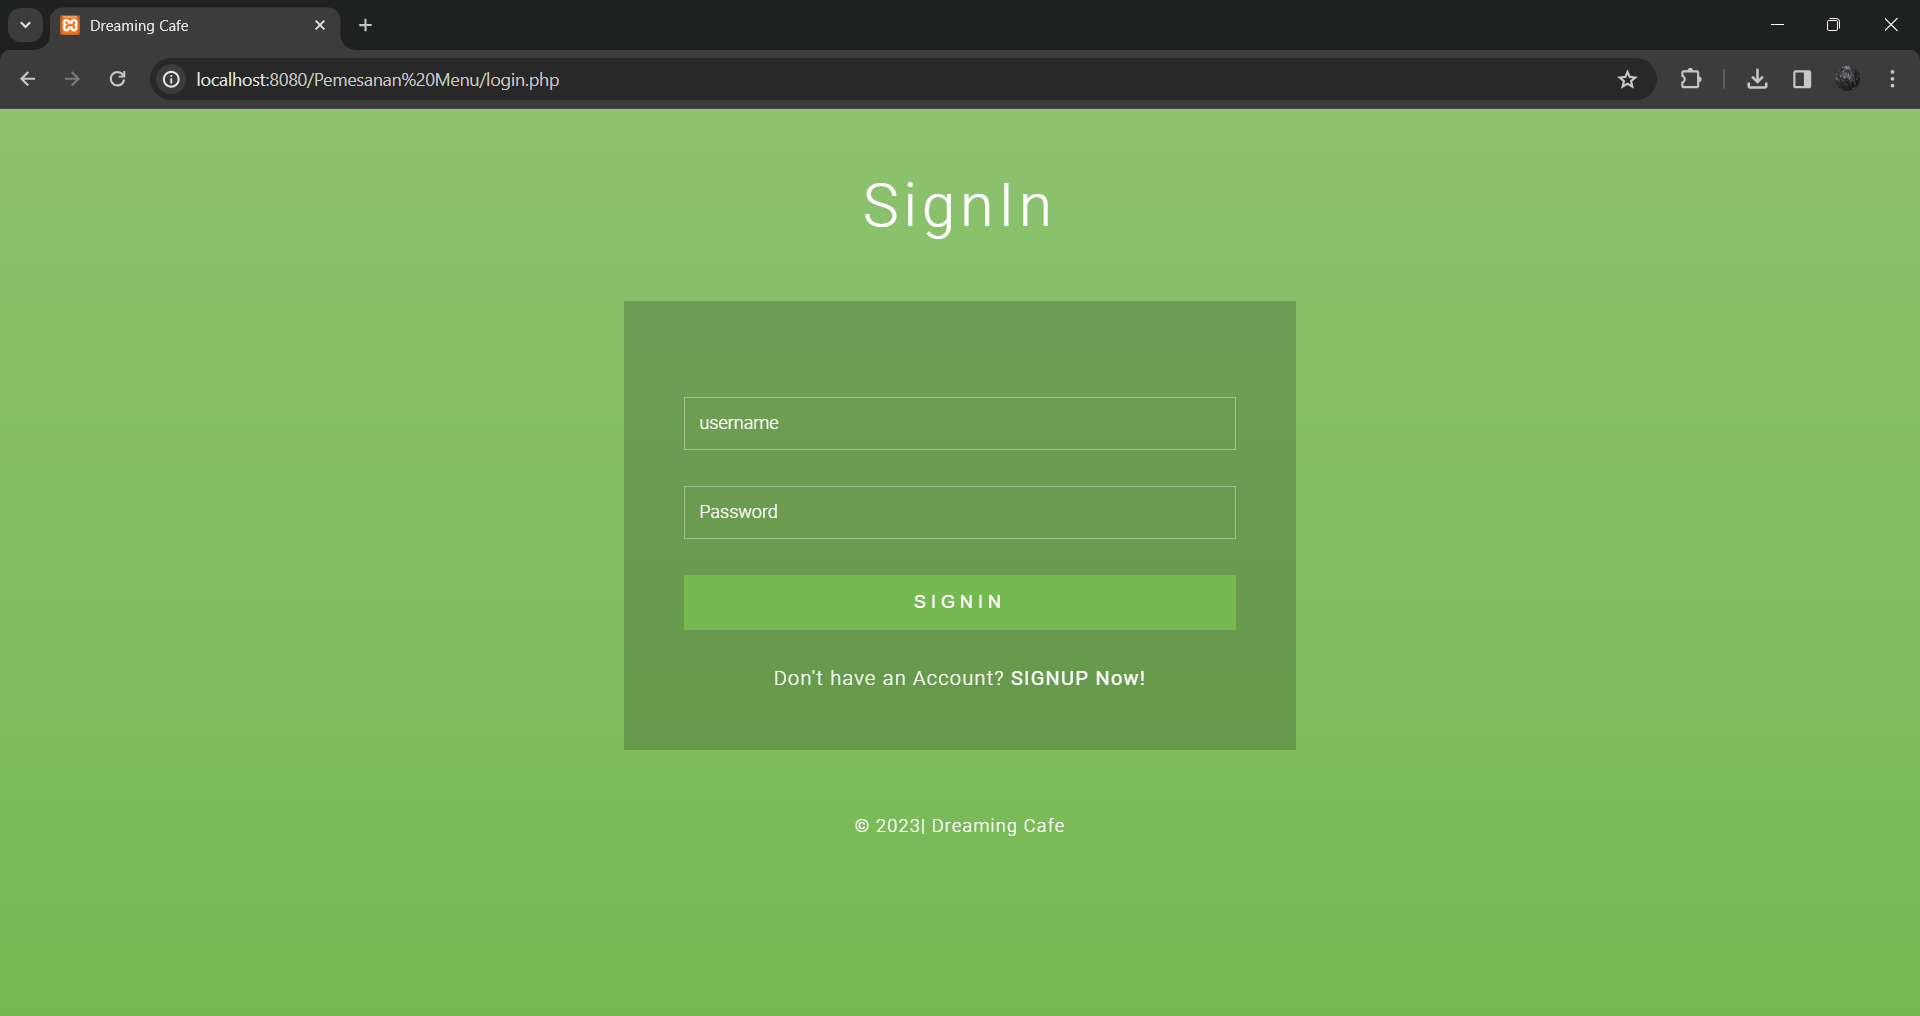 Dreaming Cafe
localhost:8080/Pemesanan%20Menu/login.php
SignIn
username
Password
SIGNIN
Don't have an Account? SIGNUP Now!
© 2023| Dreaming Cafe